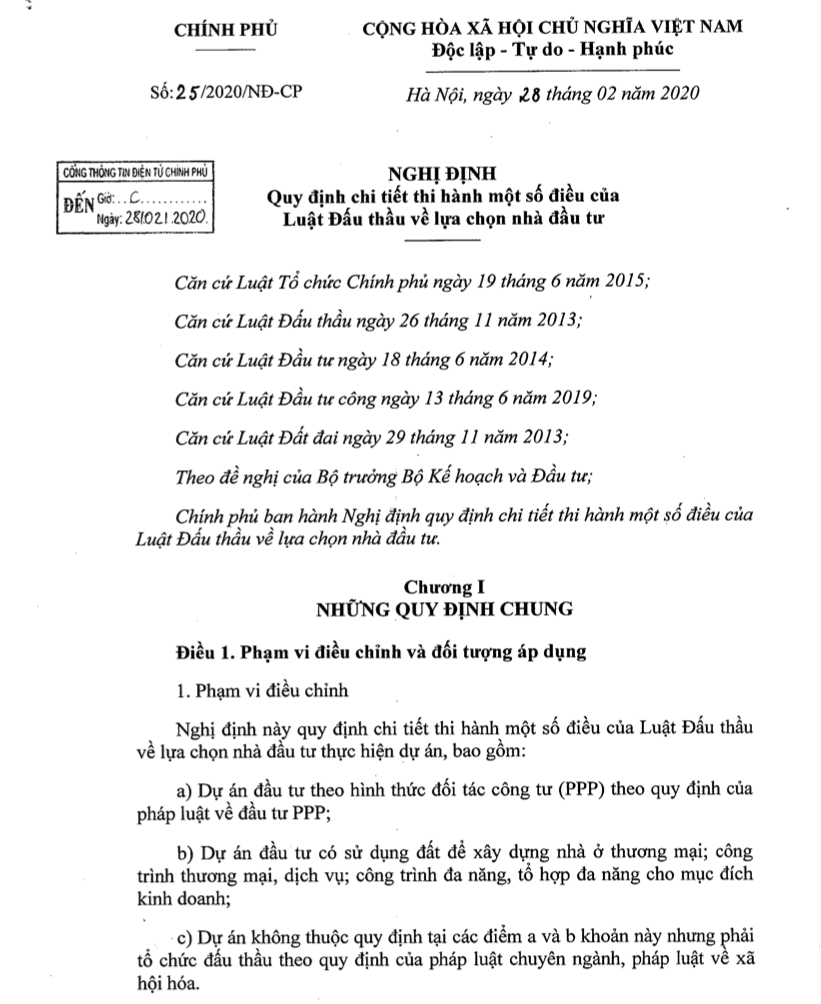 CHÍNH PHỦ
CỘNG HÒA XÃ HỘI CHỦ NGHĨA VIỆT NAM
Độc lập - Tự do - Hạnh phúc
Số: 25/2020/NĐ-CP
Hà Nội, ngày 28 tháng 02 năm 2020
CỔNG THÔNG TIN ĐIỆN TỬ CHÍNH PHỦ
ĐẾN Giờ: ...C............
Ngày: 28/02/2020.
NGHỊ ĐỊNH
Quy định chi tiết thi hành một số điều của
Luật Đấu thầu về lựa chọn nhà đầu tư
Căn cứ Luật Tổ chức Chính phủ ngày 19 tháng 6 năm 2015;
Căn cứ Luật Đấu thầu ngày 26 tháng 11 năm 2013;
Căn cứ Luật Đầu tư ngày 18 tháng 6 năm 2014;
Căn cứ Luật Đầu tư công ngày 13 tháng 6 năm 2019;
Căn cứ Luật Đất đai ngày 29 tháng 11 năm 2013;
Theo đề nghị của Bộ trưởng Bộ Kế hoạch và Đầu tư;
Chính phủ ban hành Nghị định quy định chi tiết thi hành một số điều của
Luật Đấu thầu về lựa chọn nhà đầu tư.
Chương I
NHỮNG QUY ĐỊNH CHUNG
Điều 1. Phạm vi điều chỉnh và đối tượng áp dụng
1. Phạm vi điều chỉnh
Nghị định này quy định chi tiết thi hành một số điều của Luật Đấu thầu
về lựa chọn nhà đầu tư thực hiện dự án, bao gồm:
a) Dự án đầu tư theo hình thức đối tác công tư (PPP) theo quy định của
pháp luật về đầu tư PPP;
b) Dự án đầu tư có sử dụng đất để xây dựng nhà ở thương mại; công
trình thương mại, dịch vụ; công trình đa năng, tổ hợp đa năng cho mục đích
kinh doanh;
c) Dự án không thuộc quy định tại các điểm a và b khoản này nhưng phải
tổ chức đấu thầu theo quy định của pháp luật chuyên ngành, pháp luật về xã
hội hóa.